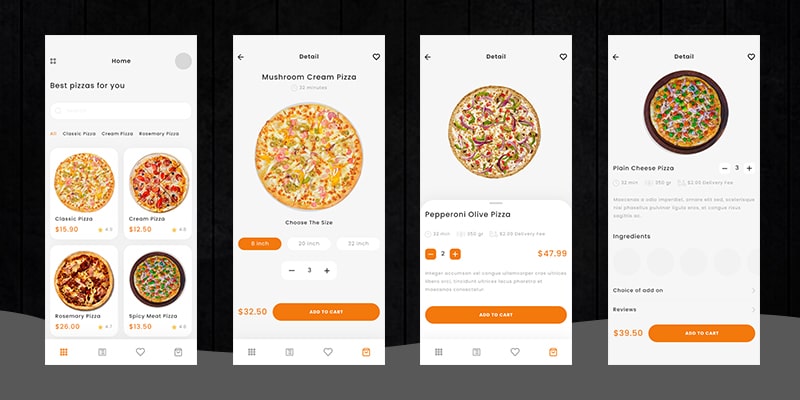 Home
Best pizzas for you
Search
All Classic Pizza Cream Pizza Rosemary Pizza
Classic Pizza
$15.90 4.9
Cream Pizza
$12.50 4.8
Rosemary Pizza
$26.00 4.7
Spicy Meat Pizza
$13.50 4.6
Detail
Mushroom Cream Pizza
32 minutes
Choose The Size
8 inch 20 inch 32 inch
3
$32.50 ADD TO CART
Detail
Pepperoni Olive Pizza
32 min 350 gr $2.00 Delivery Fee
2 $47.99
Integer accumsan vel congue ullamcorper cras ultricies
libero orci, tincidunt ultrices lacus pharetra et
maecenas consectetur.
ADD TO CART
Detail
Plain Cheese Pizza 3
32 min 350 gr $2.00 Delivery Fee
Maecenas a odio imperdiet, ornare elit sed, scelerisque
nisi phasellus pulvinar ligula eros, at congue risus
sagittis ac.
Ingredients
Choice of add on
Reviews
$39.50 ADD TO CART